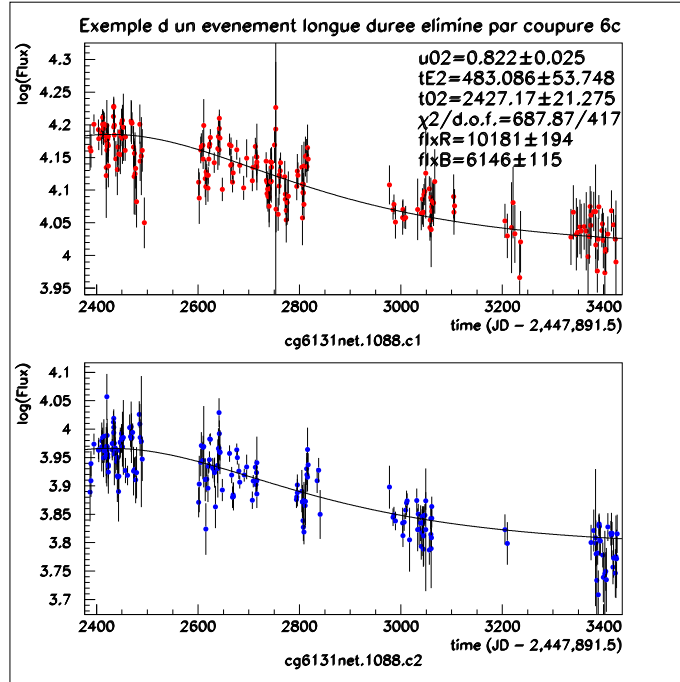 Exemple d un evenement longue duree elimine par coupure 6c
log(Flux)
4.3
4.25
4.2
4.15
4.1
4.05
4
3.95
u02=0.822±0.025
tE2=483.086±53.748
t02=2427.17±21.275
χ2/d.o.f.=687.87/417
flxR=10181±194
flxB=6146±115
2400 2600 2800 3000 3200 3400
time (JD - 2,447,891.5)
cg6131net.1088.c1
log(Flux)
4.1
4.05
4
3.95
3.9
3.85
3.8
3.75
3.7
2400 2600 2800 3000 3200 3400
time (JD - 2,447,891.5)
cg6131net.1088.c2